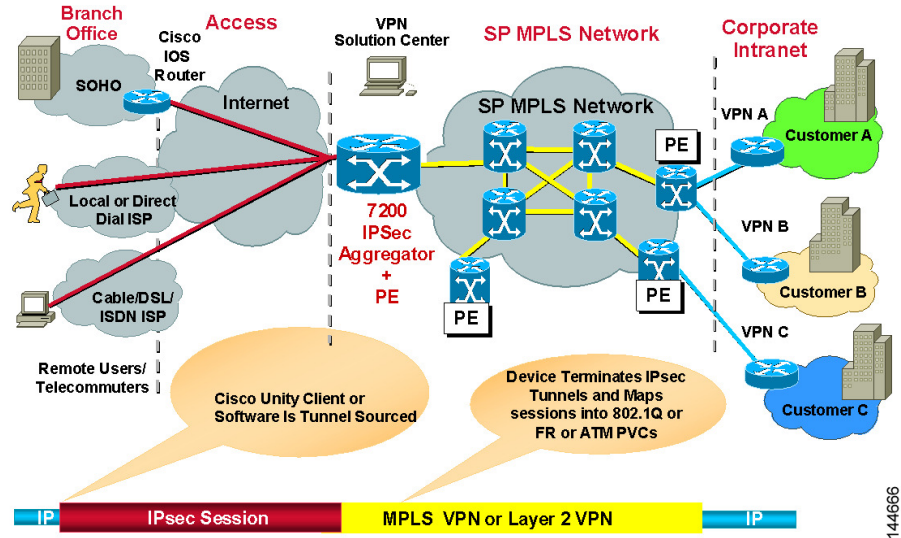 Branch
Office
Access
VPN
Solution Center
SP MPLS Network
Corporate
Intranet
Cisco
IOS
Router
SOHO
Internet
SP MPLS Network
PE
VPN A
Customer A
Local or Direct
Dial ISP
7200
IPSec
Aggregator
+
PE
VPN B
Customer B
Cable/DSL/
ISDN ISP
PE
PE
VPN C
Customer C
Remote Users/
Telecommuters
Cisco Unity Client or
Software Is Tunnel Sourced
Device Terminates IPsec
Tunnels and Maps
sessions into 802.1Q or
FR or ATM PVCs
IP
IPsec Session
MPLS VPN or Layer 2 VPN
IP
144666